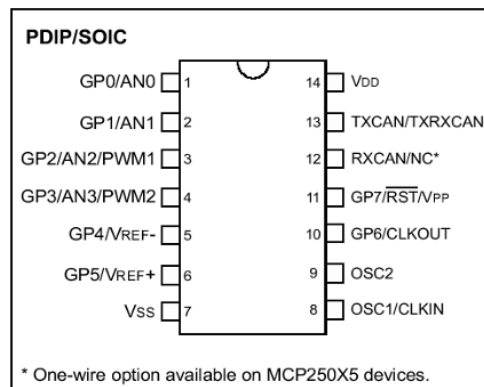 PDIP/SOIC
GP0/AN0 1 14 VDD
GP1/AN1 2 13 TXCAN/TXRXCAN
GP2/AN2/PWM1 3 12 RXCAN/NC*
GP3/AN3/PWM2 4 11 GP7/RST/VPP
GP4/VREF- 5 10 GP6/CLKOUT
GP5/VREF+ 6 9 OSC2
VSS 7 8 OSC1/CLKIN
* One-wire option available on MCP250X5 devices.